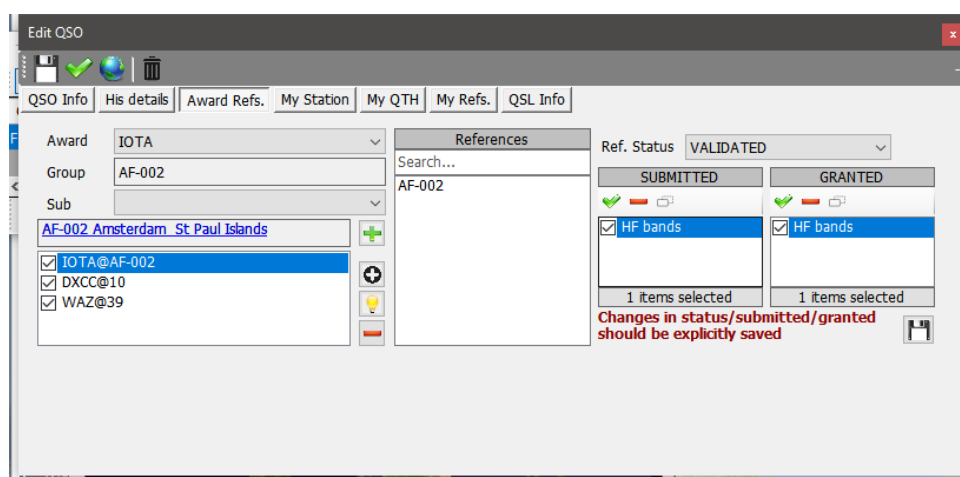 Edit QSO
x
QSO Info His details Award Refs. My Station My QTH My Refs. QSL Info
Award IOTA
Group AF-002
Sub
AF-002 Amsterdam St Paul Islands
IOTA@AF-002
DXCC@10
WAZ@39
References
Search...
AF-002
Ref. Status VALIDATED
SUBMITTED
HF bands
1 items selected
GRANTED
HF bands
1 items selected
Changes in status/submitted/granted
should be explicitly saved